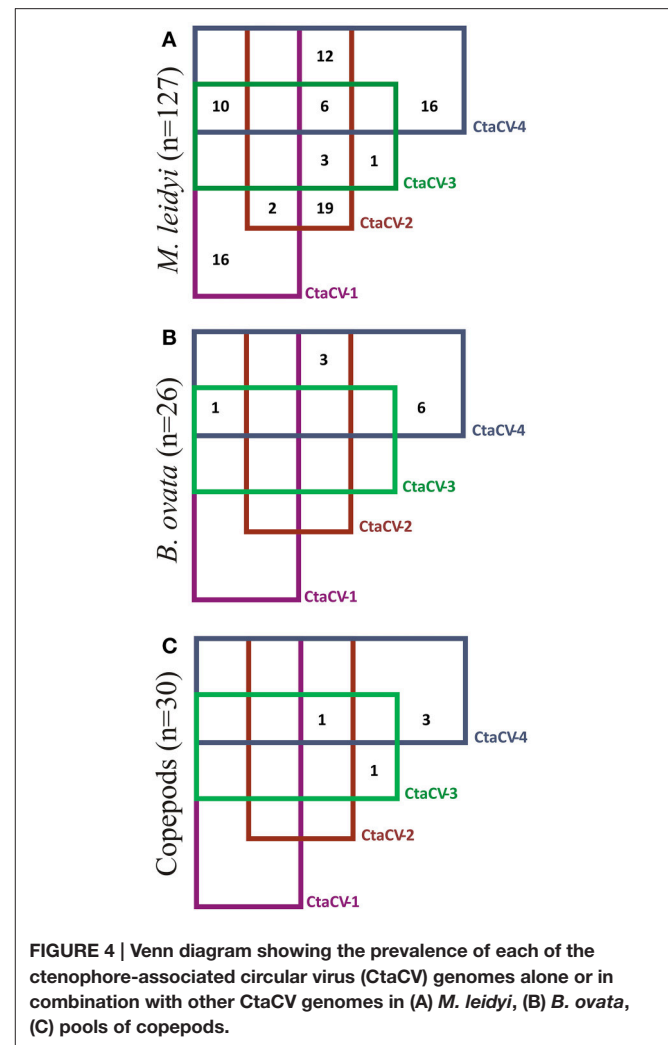 A
M. leidyi (n=127)
12
10 6 16
CtaCV-4
3 1
CtaCV-3
2 19
CtaCV-2
16
CtaCV-1
B
B. ovata (n=26)
3
1 6
CtaCV-4
CtaCV-3
CtaCV-2
CtaCV-1
C
Copepods (n=30)
1 3
CtaCV-4
1
CtaCV-3
CtaCV-2
CtaCV-1
FIGURE 4 | Venn diagram showing the prevalence of each of the
ctenophore-associated circular virus (CtaCV) genomes alone or in
combination with other CtaCV genomes in (A) M. leidyi, (B) B. ovata,
(C) pools of copepods.